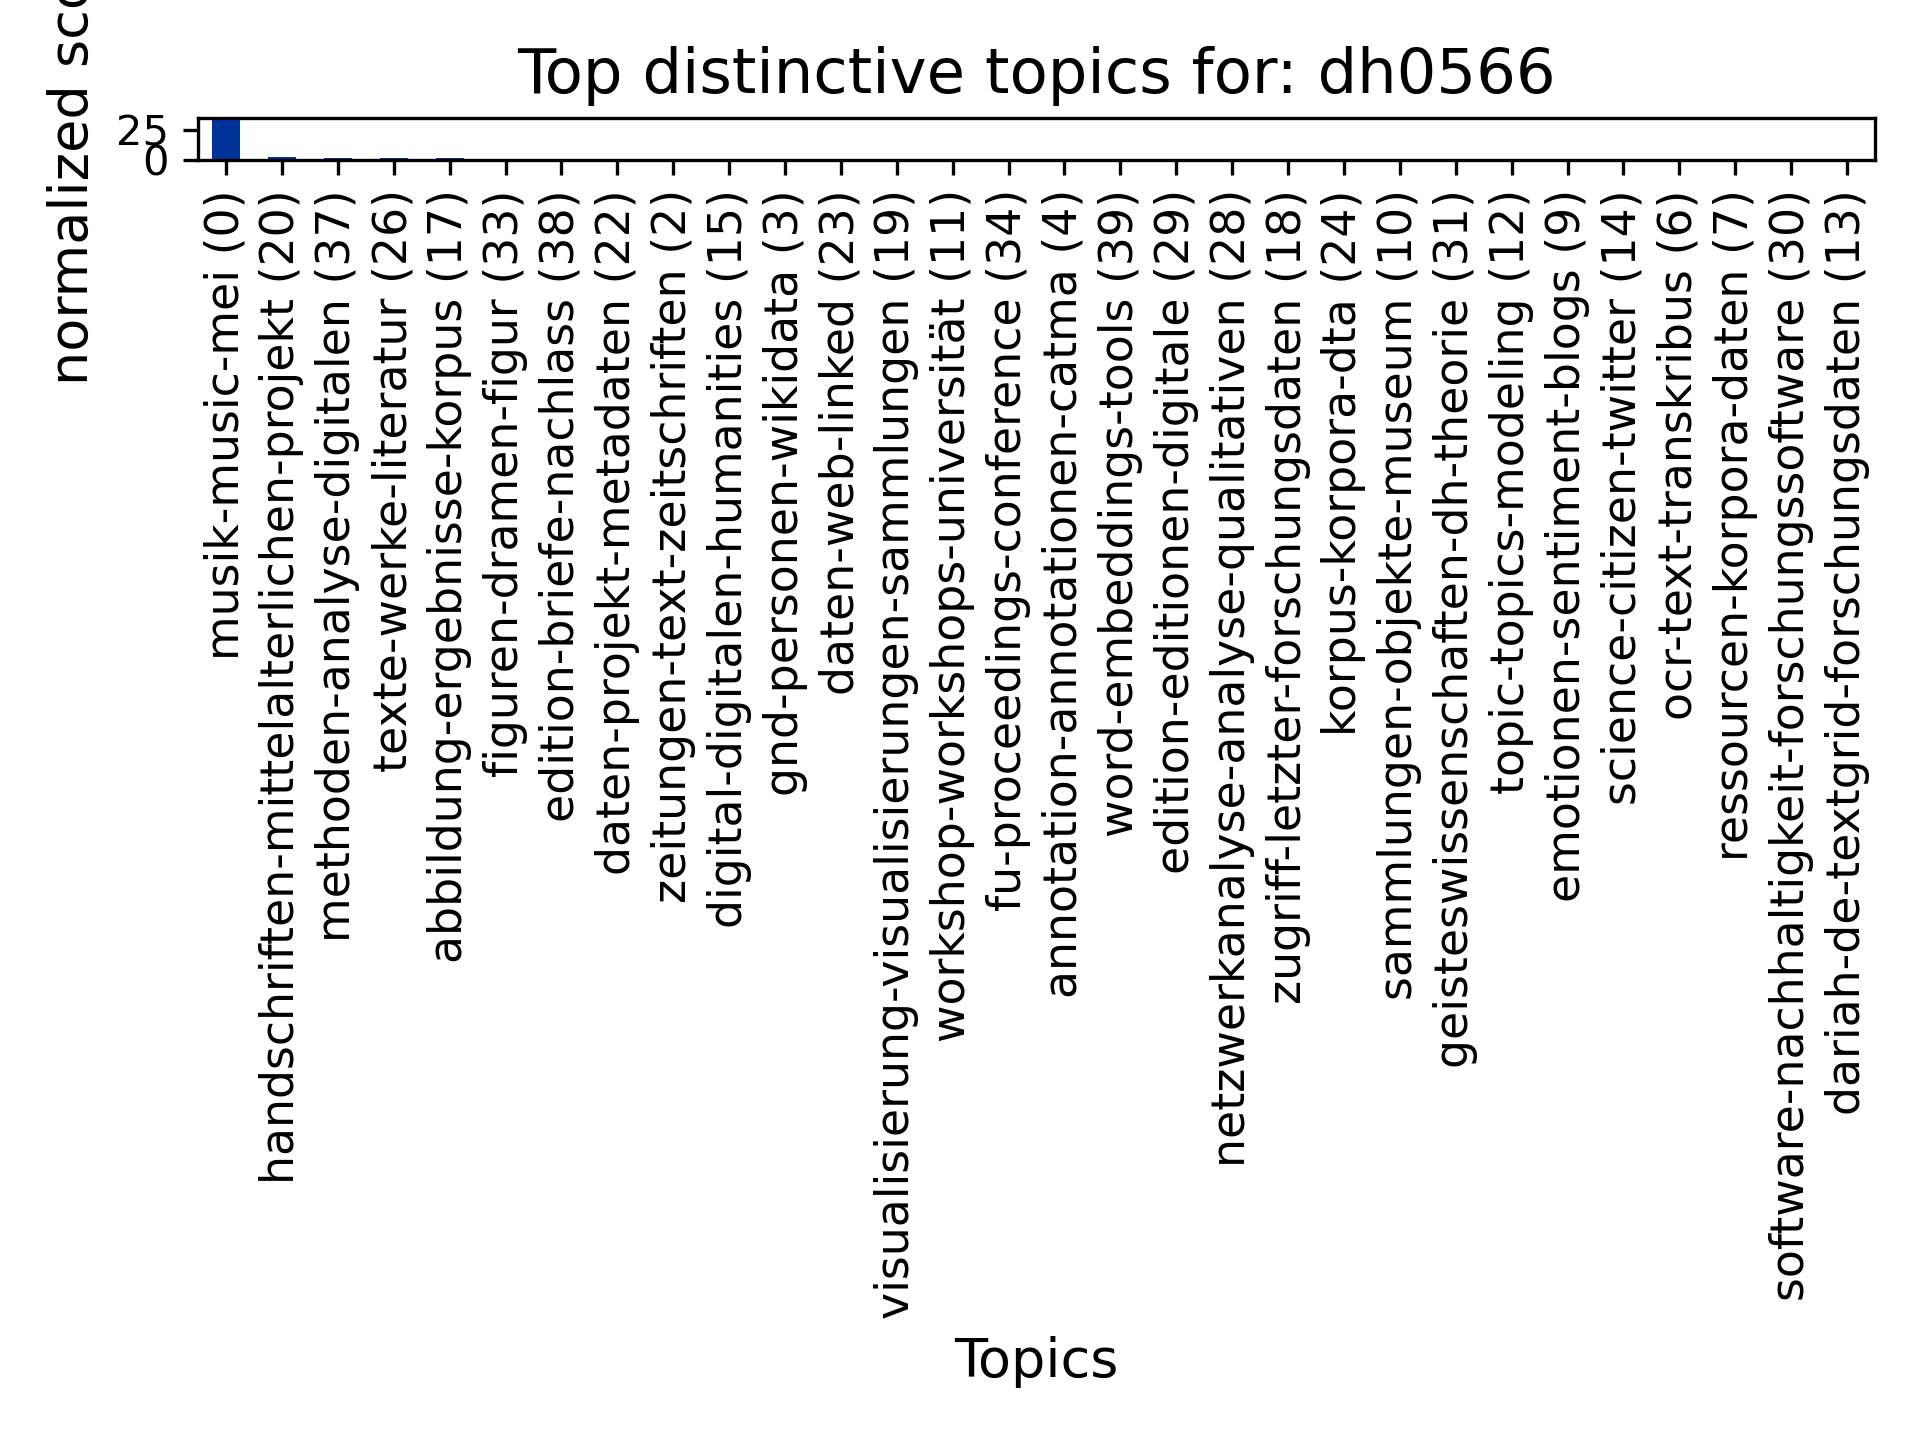 Top distinctive topics for: dh0566
normalized
25
0
musik-music-mei (0)
handschriften-mittelalterlichen-projekt (20)
methoden-analyse-digitalen (37)
texte-werke-literatur (26)
abbildung-ergebnisse-korpus (17)
figuren-dramen-figur (33)
edition-briefe-nachlass (38)
daten-projekt-metadaten (22)
zeitungen-text-zeitschriften (2)
digital-digitalen-humanities (15)
gnd-personen-wikidata (3)
daten-web-linked (23)
visualisierung-visualisierungen-sammlungen (19)
workshop-workshops-universität (11)
fu-proceedings-conference (34)
annotation-annotationen-catma (4)
word-embeddings-tools (39)
edition-editionen-digitale (29)
netzwerkanalyse-analyse-qualitativen (28)
zugriff-letzter-forschungsdaten (18)
korpus-korpora-dta (24)
sammlungen-objekte-museum (10)
geisteswissenschaften-dh-theorie (31)
topic-topics-modeling (12)
emotionen-sentiment-blogs (9)
science-citizen-twitter (14)
ocr-text-transkribus (6)
ressourcen-korpora-daten (7)
software-nachhaltigkeit-forschungssoftware (30)
dariah-de-textgrid-forschungsdaten (13)
Topics